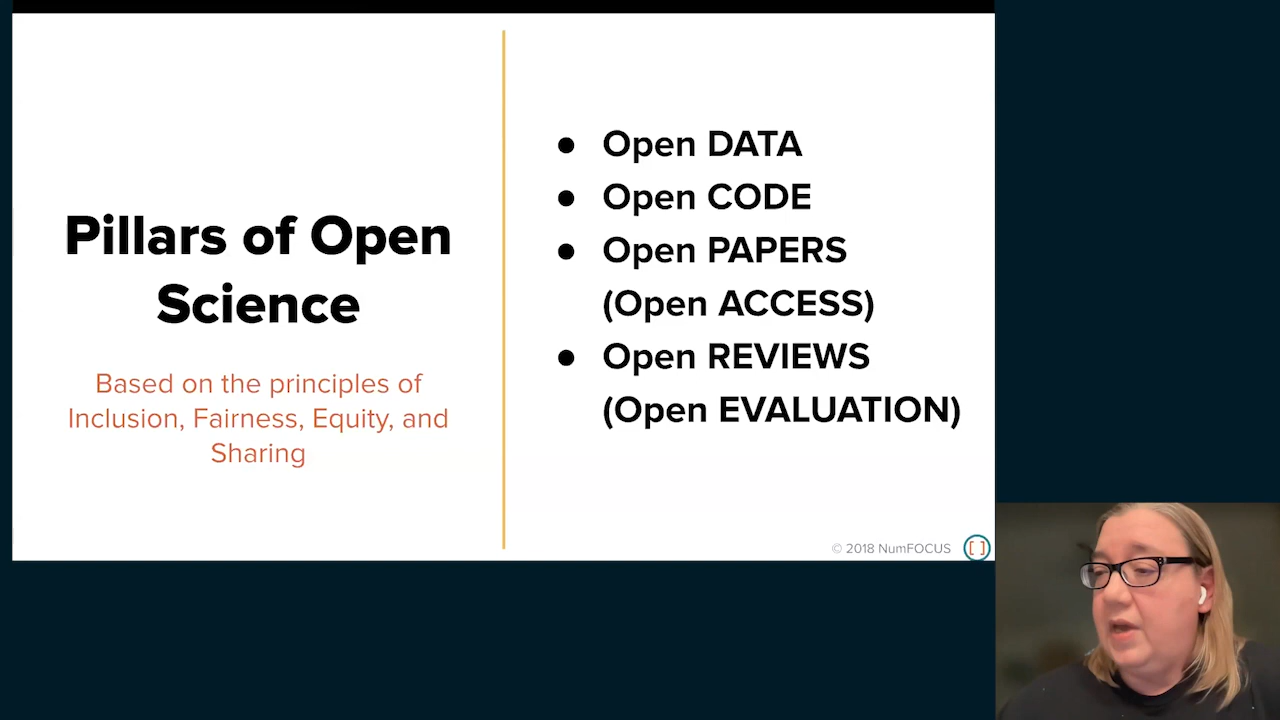 Pillars of Open
Science
Based on the principles of
Inclusion, Fairness, Equity, and
Sharing
● Open DATA
● Open CODE
● Open PAPERS
(Open ACCESS)
● Open REVIEWS
(Open EVALUATION)
© 2018 NumFOCUS